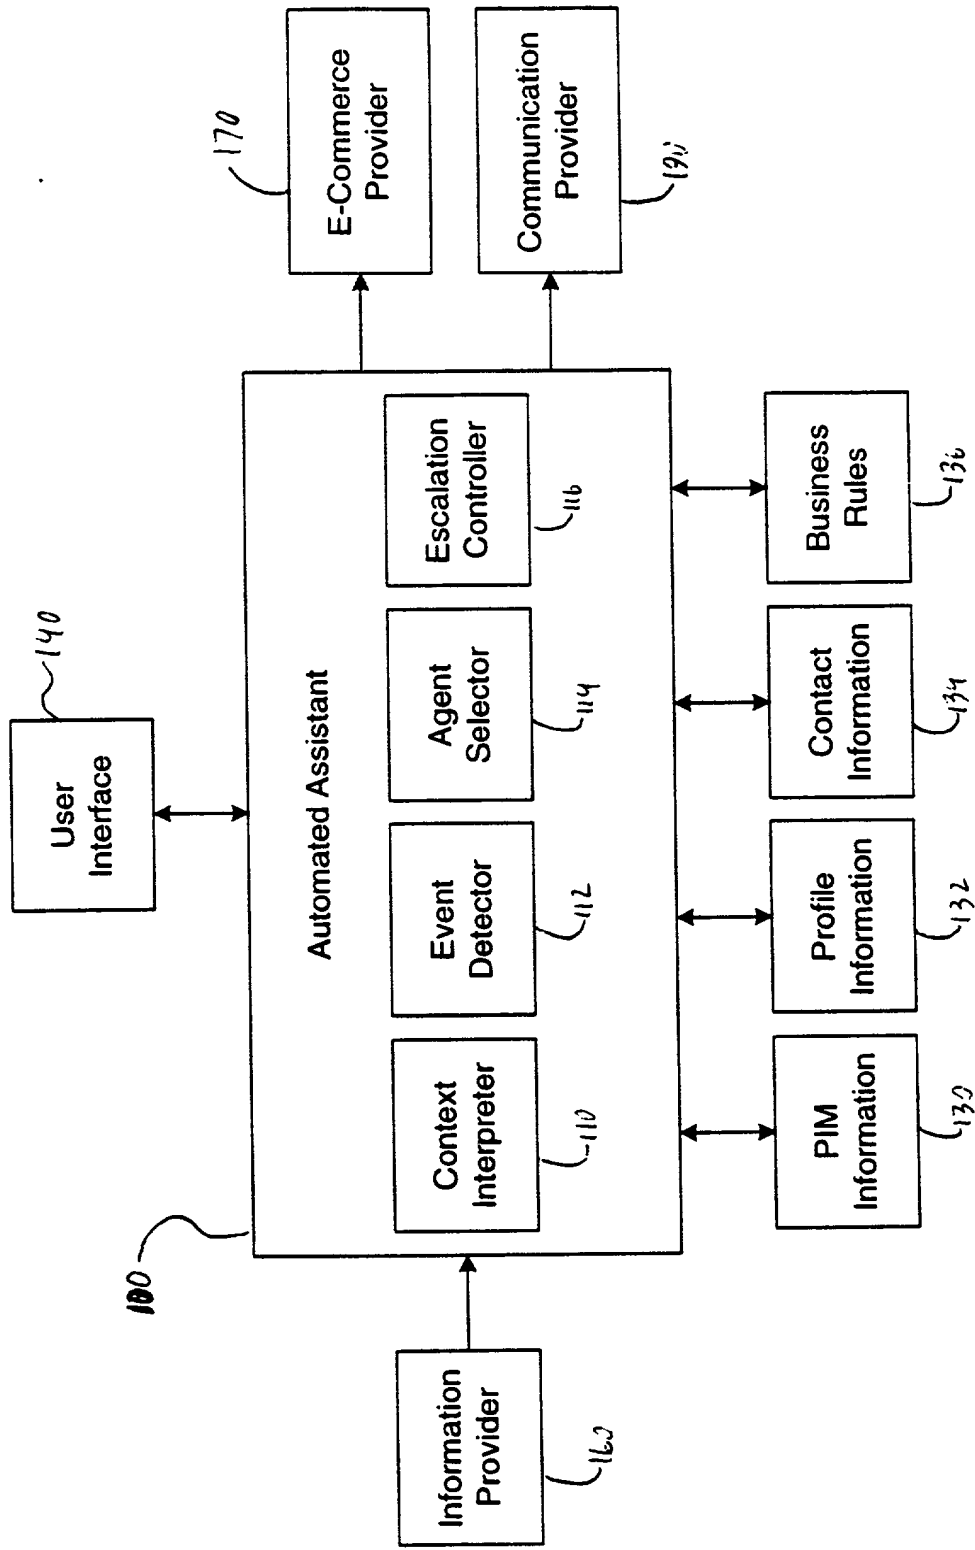 User
Interface
140
100
Automated Assistant
Information
Provider
160
Context
Interpreter
110
Event
Detector
112
Agent
Selector
114
Escalation
Controller
116
E-Commerce
Provider
170
Communication
Provider
190
PIM
Information
130
Profile
Information
132
Contact
Information
134
Business
Rules
136